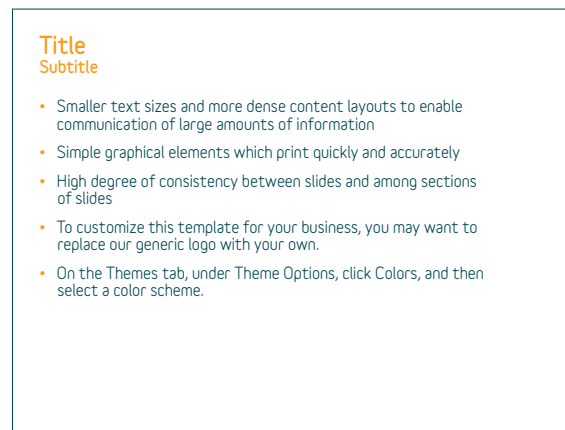 Title
Subtitle
• Smaller text sizes and more dense content layouts to enable
communication of large amounts of information
• Simple graphical elements which print quickly and accurately
• High degree of consistency between slides and among sections
of slides
• To customize this template for your business, you may want to
replace our generic logo with your own.
• On the Themes tab, under Theme Options, click Colors, and then
select a color scheme.